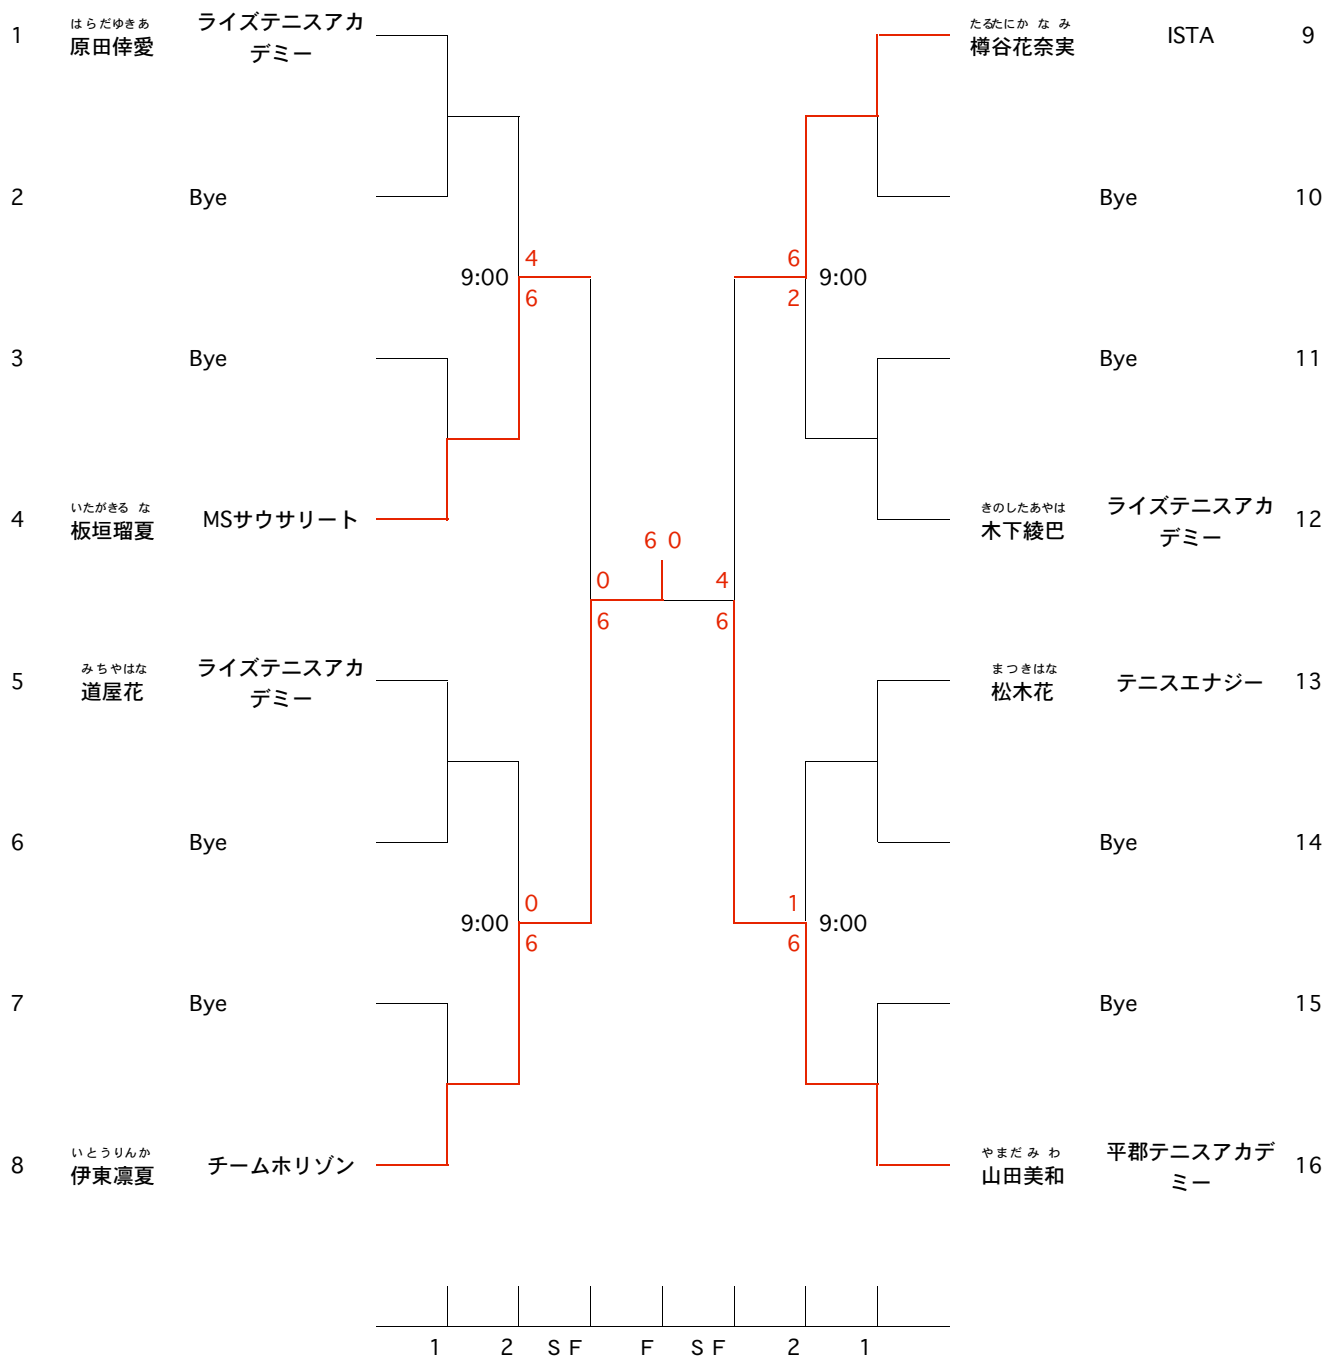 1 はらだゆきあ 原田倖愛 ライズテニスアカデミー
2 Bye
4
9:00
6
3 Bye
4 いたがきるな 板垣瑠夏 MSサウサリート
0
6
5 みちやはな 道屋花 ライズテニスアカデミー
6 Bye
0
9:00
6
7 Bye
8 いとうりんか 伊東凛夏 チームホリゾン
6 0
たるたにかなみ 樽谷花奈実 ISTA 9
Bye 10
6
9:00
2
Bye 11
きのしたあやは 木下綾巴 ライズテニスアカデミー 12
4
6
まつきはな 松木花 テニスエナジー 13
Bye 14
1
9:00
6
Bye 15
やまだみわ 山田美和 平郡テニスアカデミー 16
1 2 SF F SF 2 1